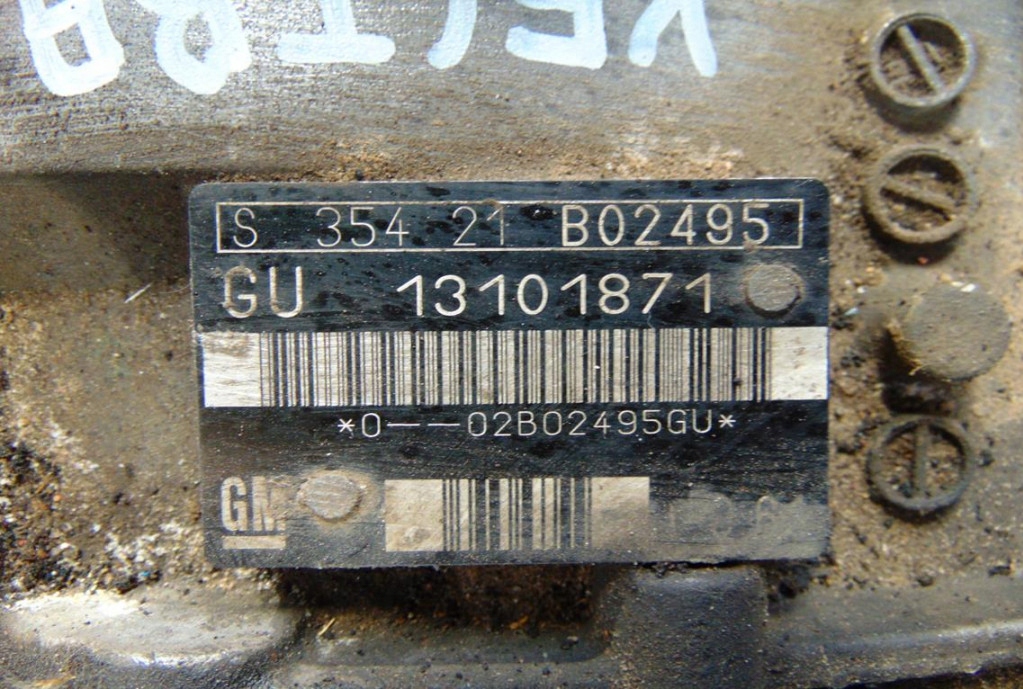 S 354 21 B02495
GU 13101871
*0--02B02495GU*
GM